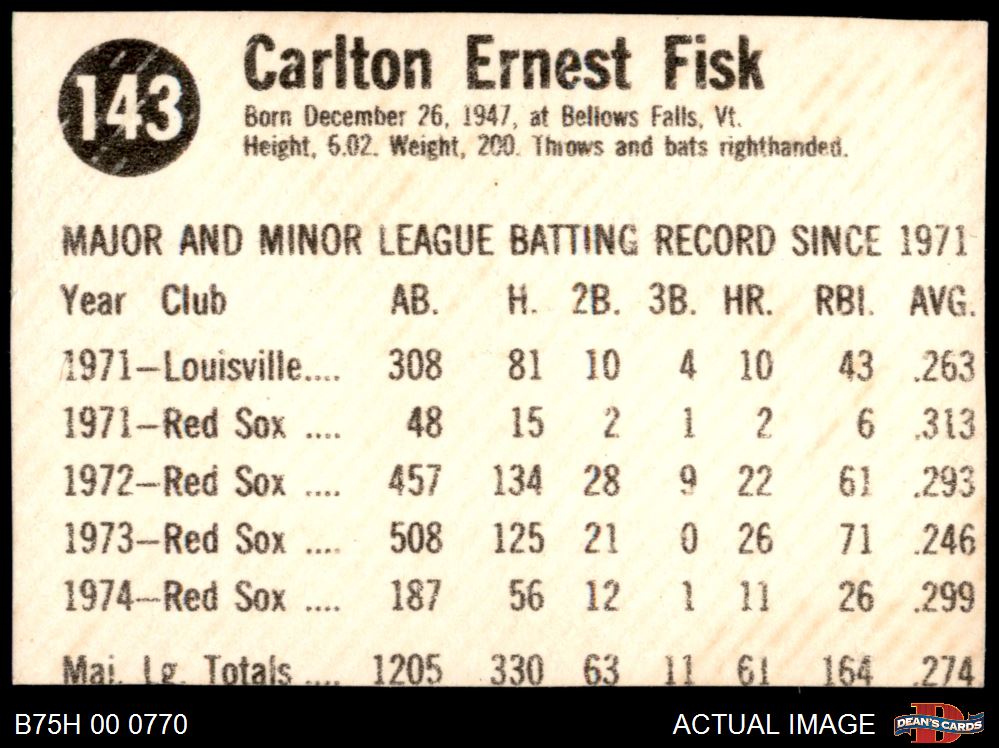 143
Carlton Ernest Fisk
Born December 26, 1947, at Bellows Falls, Vt.
Height, 6.02. Weight, 200. Throws and bats righthanded.
MAJOR AND MINOR LEAGUE BATTING RECORD SINCE 1971
Year Club AB. H. 2B. 3B. HR. RBI. AVG.
1971—Louisville.... 308 81 10 4 10 43 .263
1971—Red Sox .... 48 15 2 1 2 6 .313
1972—Red Sox .... 457 134 28 9 22 61 .293
1973—Red Sox .... 508 125 21 0 26 71 .246
1974—Red Sox .... 187 56 12 1 11 26 .299
Maj. Lg. Totals .... 1205 330 63 11 61 164 .274
B75H 00 0770
ACTUAL IMAGE
D
DEAN'S CARDS